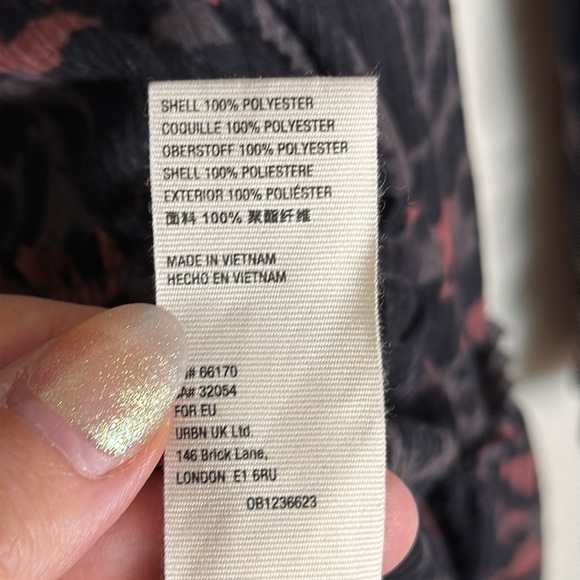 SHELL 100% POLYESTER
COQUILLE 100% POLYESTER
OBERSTOFF 100% POLYESTER
SHELL 100% POLIESTERE
EXTERIOR 100% POLIÉSTER
面料 100% 聚酯纤维
MADE IN VIETNAM
HECHO EN VIETNAM
# 66170
A# 32054
FOR EU
URBN UK Ltd.
146 Brick Lane,
LONDON E1 6RU
OB1236623